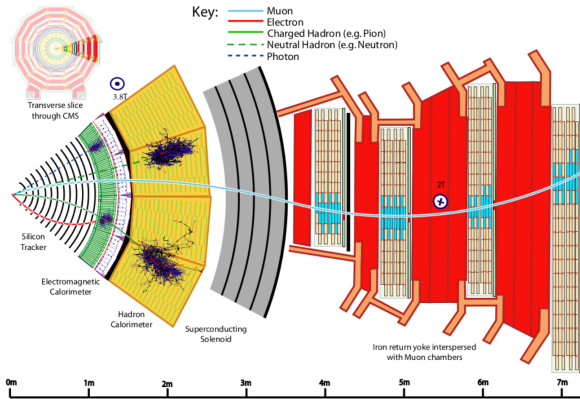 Key:
Muon
Electron
Charged Hadron (e.g. Pion)
Neutral Hadron (e.g. Neutron)
Photon
Transverse slice
through CMS
3.8T
2T
Silicon
Tracker
Electromagnetic
Calorimeter
Hadron
Calorimeter
Superconducting
Solenoid
Iron return yoke interspersed
with Muon chambers
0m 1m 2m 3m 4m 5m 6m 7m